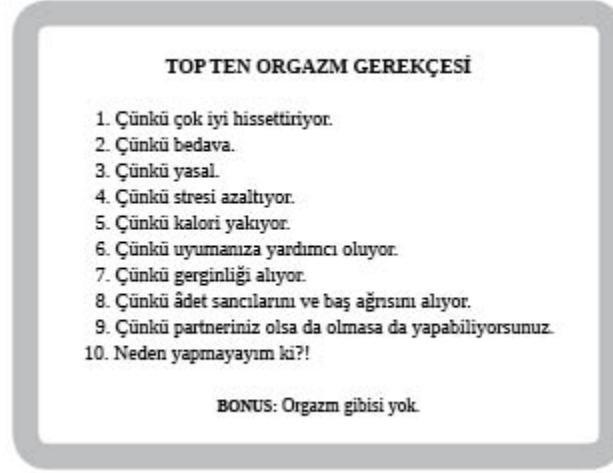 TOP TEN ORGAZM GEREKÇESİ
1. Çünkü çok iyi hissettiriyor.
2. Çünkü bedava.
3. Çünkü yasal.
4. Çünkü stresi azaltıyor.
5. Çünkü kalori yakıyor.
6. Çünkü uyumanıza yardımcı oluyor.
7. Çünkü gerginliği alıyor.
8. Çünkü âdet sancılarını ve baş ağrısını alıyor.
9. Çünkü partneriniz olsa da olmasa da yapabiliyorsunuz.
10. Neden yapmayayım ki?!
BONUS: Orgazm gibisi yok.